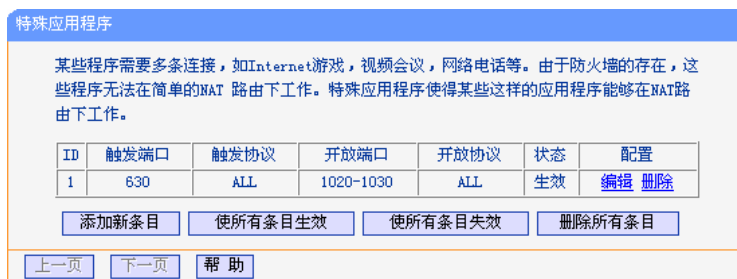 特殊应用程序
某些程序需要多条连接，如Internet游戏，视频会议，网络电话等。由于防火墙的存在，这
些程序无法在简单的NAT 路由下工作。特殊应用程序使得某些这样的应用程序能够在NAT路
由下工作。
ID 触发端口 触发协议 开放端口 开放协议 状态 配置
1 630 ALL 1020-1030 ALL 生效 编辑 删除
添加新条目 使所有条目生效 使所有条目失效 删除所有条目
上一页 下一页 帮 助